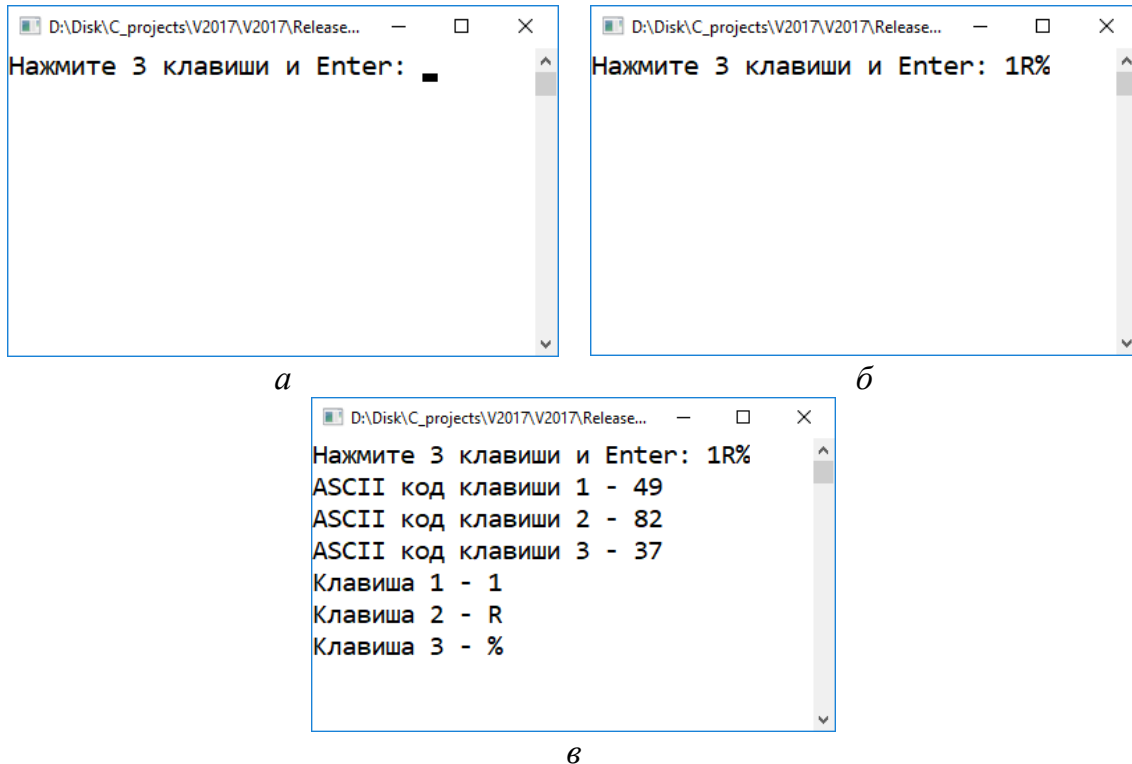 D:\Disk\C_projects\V2017\V2017\Release...
Нажмите 3 клавиши и Enter:
а
D:\Disk\C_projects\V2017\V2017\Release...
Нажмите 3 клавиши и Enter: 1R%
б
D:\Disk\C_projects\V2017\V2017\Release...
Нажмите 3 клавиши и Enter: 1R%
ASCII код клавиши 1 - 49
ASCII код клавиши 2 - 82
ASCII код клавиши 3 - 37
Клавиша 1 - 1
Клавиша 2 - R
Клавиша 3 - %
в